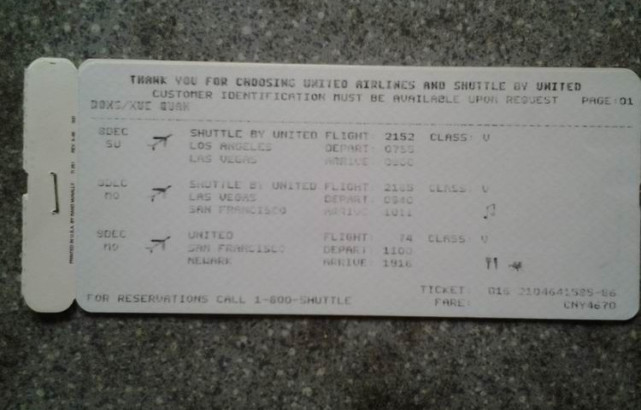 THANK YOU FOR CHOOSING UNITED AIRLINES AND SHUTTLE BY UNITED
CUSTOMER IDENTIFICATION MUST BE AVAILABLE UPON REQUEST PAGE:01
8DEC SHUTTLE BY UNITED FLIGHT: 2152 CLASS: V
SU LOS ANGELES DEPART: 0755
LAS VEGAS ARRIVE:
9DEC SHUTTLE BY UNITED FLIGHT: CLASS: V
MO LAS VEGAS DEPART: 0840
SAN FRANCISCO ARRIVE: 1011
9DEC UNITED FLIGHT: 74 CLASS: V
MO SAN FRANCISCO DEPART: 1100
NEWARK ARRIVE: 1916
TICKET: 016
FOR RESERVATIONS CALL 1-800-SHUTTLE FARE: CNY4670